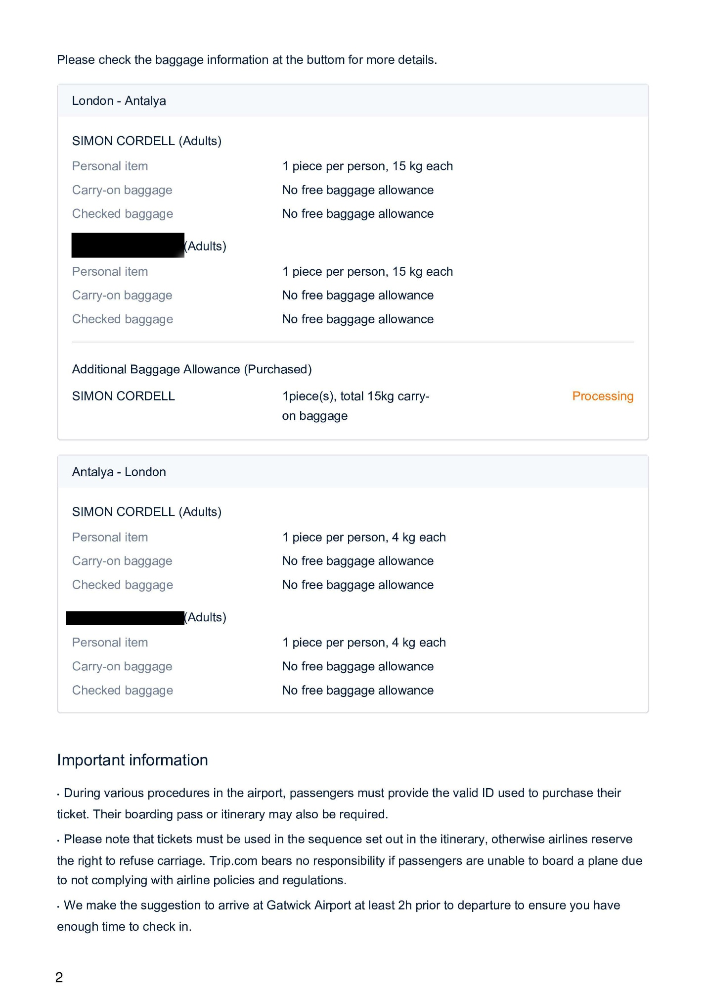 Please check the baggage information at the buttom for more details.
London - Antalya
SIMON CORDELL (Adults)
Personal item 1 piece per person, 15 kg each
Carry-on baggage No free baggage allowance
Checked baggage No free baggage allowance
(Adults)
Personal item 1 piece per person, 15 kg each
Carry-on baggage No free baggage allowance
Checked baggage No free baggage allowance
Additional Baggage Allowance (Purchased)
SIMON CORDELL 1piece(s), total 15kg carry- Processing
on baggage
Antalya - London
SIMON CORDELL (Adults)
Personal item 1 piece per person, 4 kg each
Carry-on baggage No free baggage allowance
Checked baggage No free baggage allowance
(Adults)
Personal item 1 piece per person, 4 kg each
Carry-on baggage No free baggage allowance
Checked baggage No free baggage allowance
Important information
· During various procedures in the airport, passengers must provide the valid ID used to purchase their
ticket. Their boarding pass or itinerary may also be required.
· Please note that tickets must be used in the sequence set out in the itinerary, otherwise airlines reserve
the right to refuse carriage. Trip.com bears no responsibility if passengers are unable to board a plane due
to not complying with airline policies and regulations.
· We make the suggestion to arrive at Gatwick Airport at least 2h prior to departure to ensure you have
enough time to check in.
2